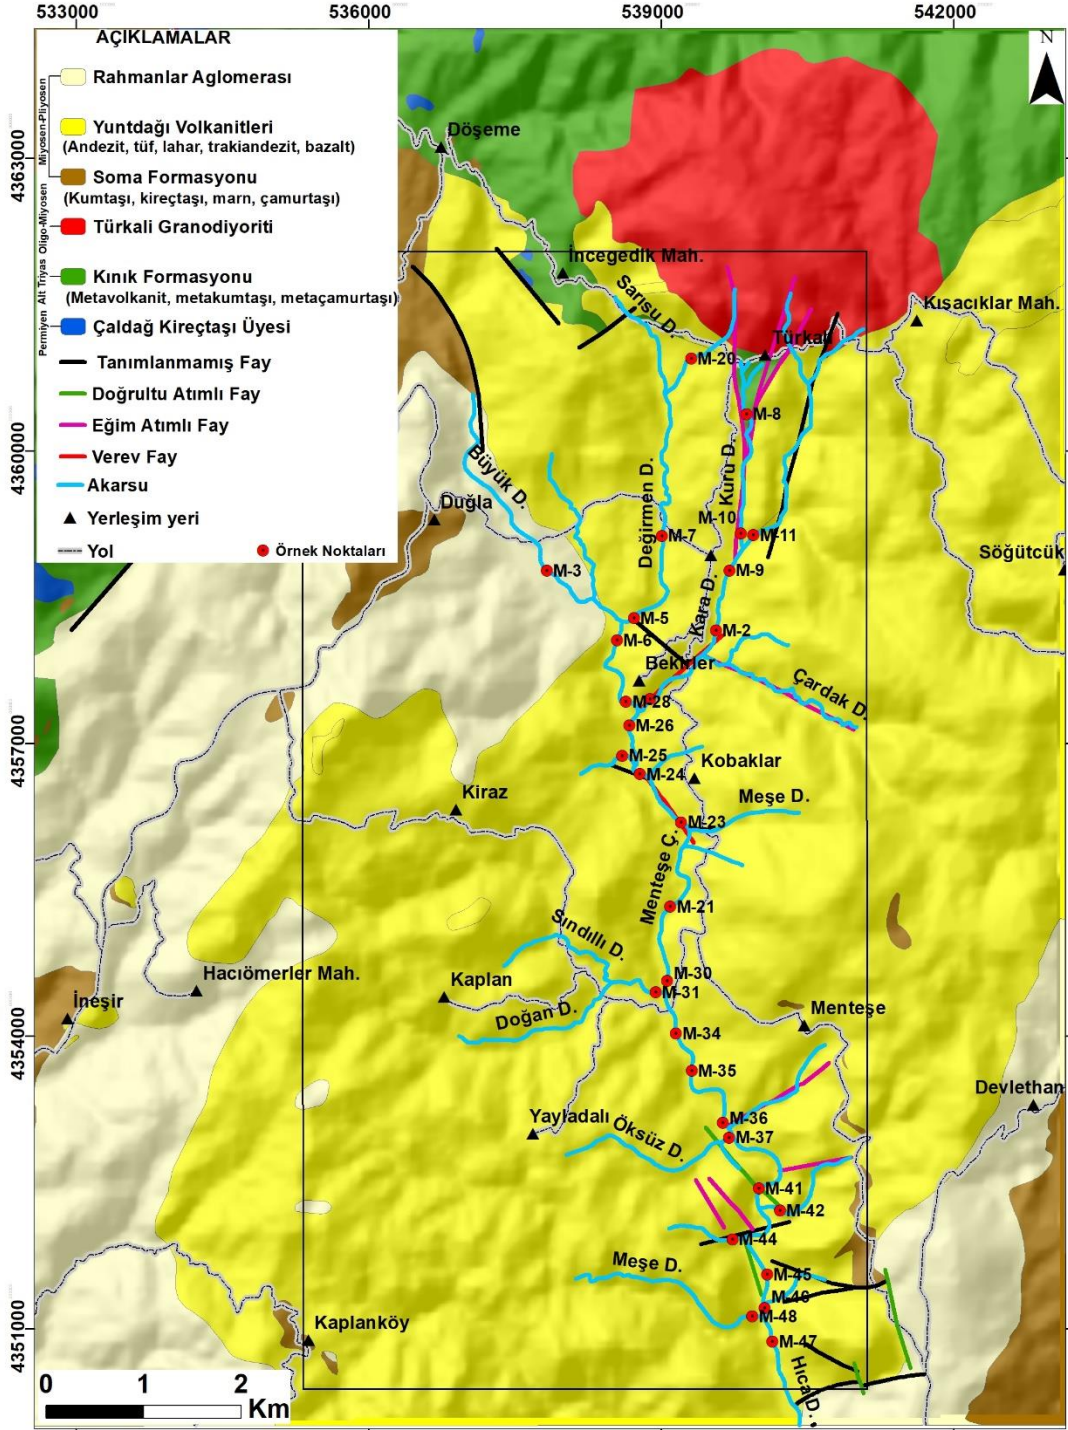 533000
536000
539000
542000
N
AÇIKLAMALAR
Rahmanlar Aglomerası
Yuntdağı Volkanitleri
(Andezit, tüf, lahar, trakiandezit, bazalt)
Soma Formasyonu
(Kumtaşı, kireçtaşı, marn, çamurtaşı)
Türkali Granodiyoriti
Kınık Formasyonu
(Metavolkanit, metakumtaşı, metaçamurtaşı)
Çaldağ Kireçtaşı Üyesi
Miyosen-Pliyosen
Oligo-Miyosen
Alt Triyas
Permiyen
Tanımlanmamış Fay
Doğrultu Atımlı Fay
Eğim Atımlı Fay
Verev Fay
Akarsu
Yerleşim yeri
Yol
Örnek Noktaları
4363000
4360000
4357000
4354000
4351000
Döşeme
İncegedik Mah.
Sarısu D.
Kışacıklar Mah.
Türkali
M-20
M-8
Büyük D.
Duğla
Değirmen D.
Kuru D.
M-10
M-11
M-7
M-9
M-3
Söğütcük
Kara D.
M-5
M-2
M-6
Bekirler
Çardak D.
M-28
M-26
M-25
M-24
Kobaklar
Kiraz
Meşe D.
M-23
Menteşe Ç.
M-21
Sındıllı D.
Hacıömerler Mah.
Kaplan
M-30
M-31
İneşir
Doğan D.
Menteşe
M-34
M-35
Devlethan
Yayladalı
Öksüz D.
M-36
M-37
M-41
M-42
M-44
Meşe D.
M-45
M-46
M-48
M-47
Kaplanköy
Hıca D.
0 1 2
Km